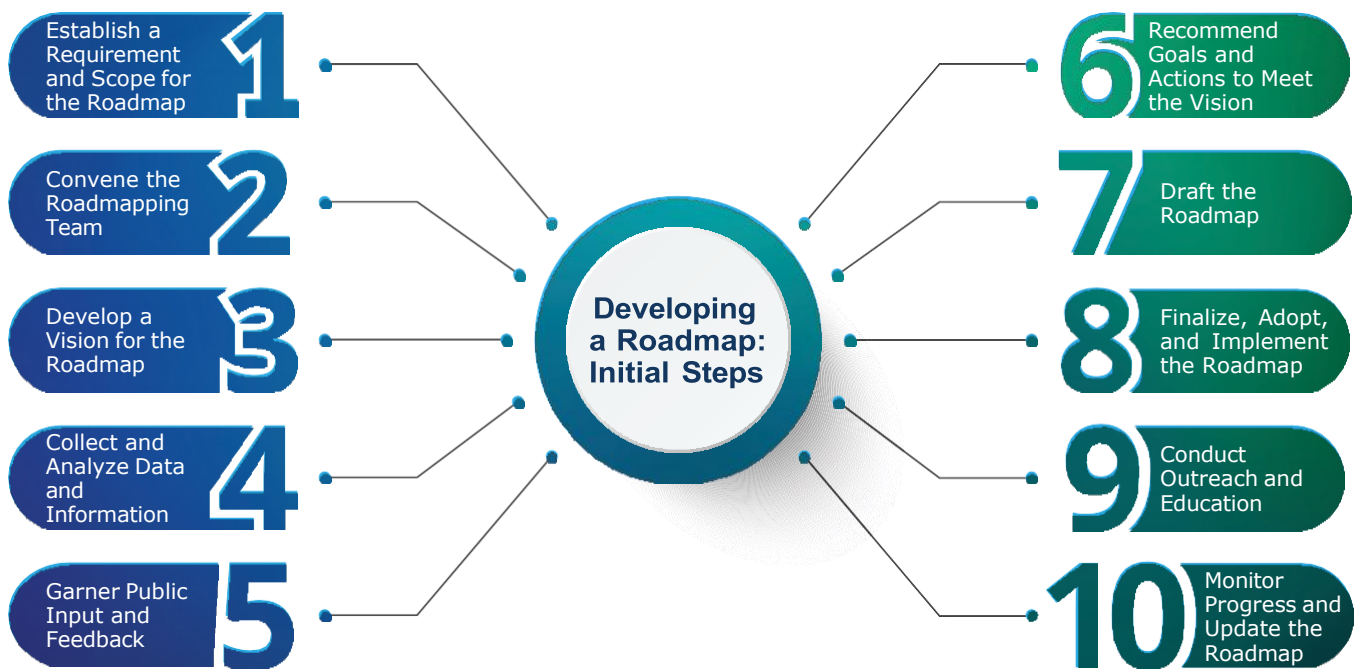 Establish a
Requirement
and Scope for
the Roadmap
1
Convene the
Roadmapping
Team
2
Develop a
Vision for the
Roadmap
3
Collect and
Analyze Data
and
Information
4
Garner Public
Input and
Feedback
5
Developing
a Roadmap:
Initial Steps
6
Recommend
Goals and
Actions to Meet
the Vision
7
Draft the
Roadmap
8
Finalize, Adopt,
and Implement
the Roadmap
9
Conduct
Outreach and
Education
10
Monitor
Progress and
Update the
Roadmap